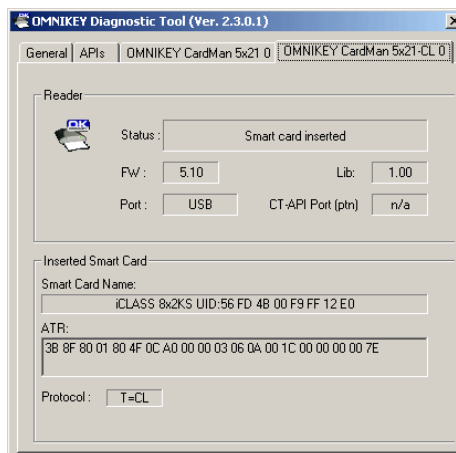 OMNIKEY Diagnostic Tool (Ver. 2.3.0.1)
General APIs OMNIKEY CardMan 5x21 0 OMNIKEY CardMan 5x21-CL 0
Reader
OK
Status : Smart card inserted
FW : 5.10 Lib: 1.00
Port : USB CT-API Port (ptn) n/a
Inserted Smart Card
Smart Card Name:
iCLASS 8x2KS UID:56 FD 4B 00 F9 FF 12 E0
ATR:
3B 8F 80 01 80 4F 0C A0 00 00 03 06 0A 00 1C 00 00 00 00 7E
Protocol : T=CL